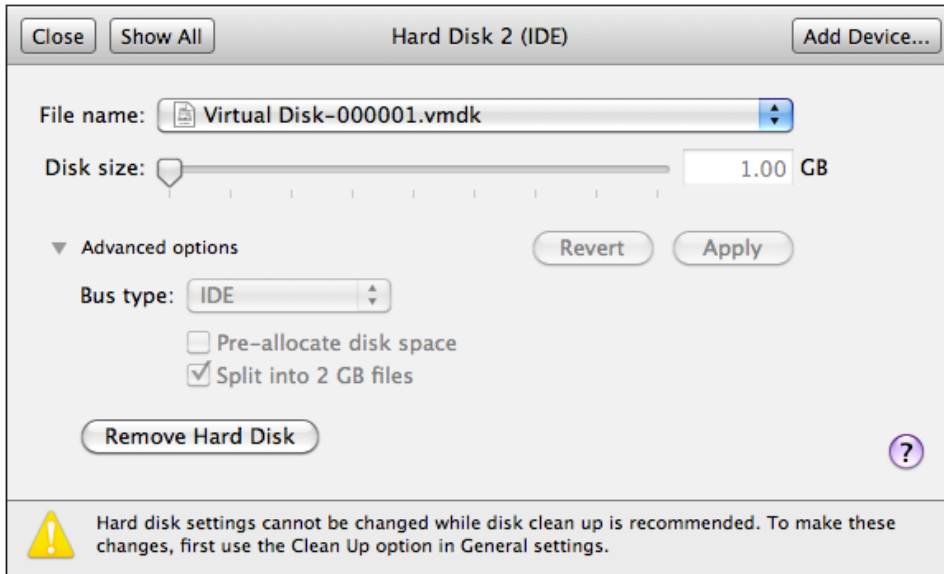 Close Show All Hard Disk 2 (IDE) Add Device...
File name: Virtual Disk-000001.vmdk
Disk size: 1.00 GB
Advanced options Revert Apply
Bus type: IDE
Pre-allocate disk space
Split into 2 GB files
Remove Hard Disk
?
Hard disk settings cannot be changed while disk clean up is recommended. To make these
changes, first use the Clean Up option in General settings.